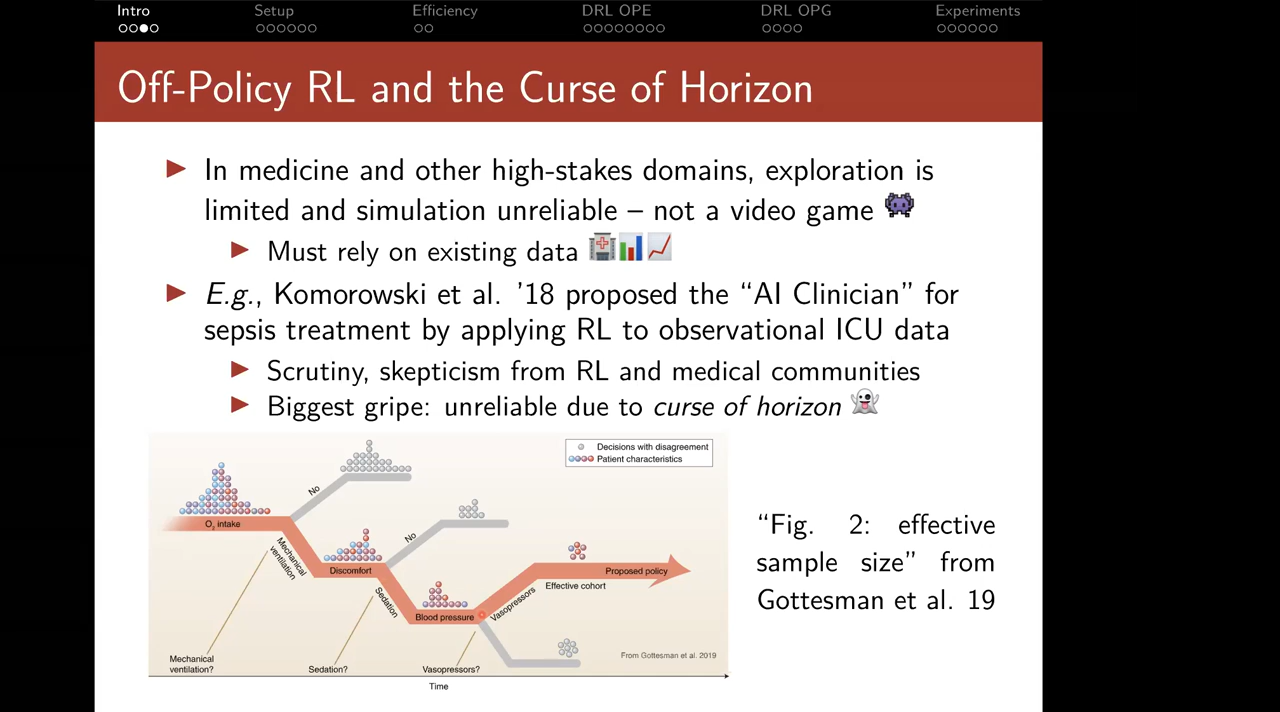 Intro Setup Efficiency DRL OPE DRL OPG Experiments
Off-Policy RL and the Curse of Horizon
In medicine and other high-stakes domains, exploration is
limited and simulation unreliable – not a video game
Must rely on existing data
E.g., Komorowski et al. '18 proposed the “AI Clinician” for
sepsis treatment by applying RL to observational ICU data
Scrutiny, skepticism from RL and medical communities
Biggest gripe: unreliable due to curse of horizon
Decisions with disagreement
Patient characteristics
No
O2 intake
Mechanical
ventilation
No
Discomfort
Sedation
Blood pressure
Vasopressors
Proposed policy
Effective cohort
Mechanical
ventilation?
Sedation?
Vasopressors?
From Gottesman et al. 2019
Time
“Fig. 2: effective
sample size” from
Gottesman et al. 19